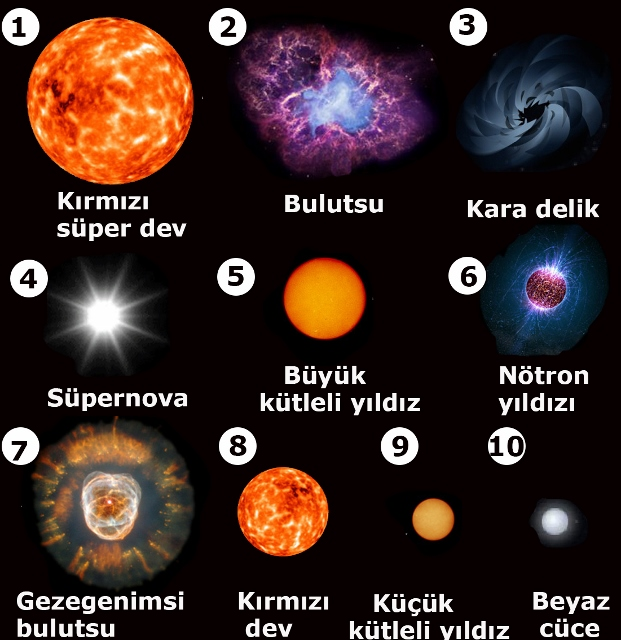 1
Kırmızı
süper dev
2
Bulutsu
3
Kara delik
4
Süpernova
5
Büyük
kütleli yıldız
6
Nötron
yıldızı
7
Gezegenimsi
bulutsu
8
Kırmızı
dev
9
Küçük
kütleli yıldız
10
Beyaz
cüce